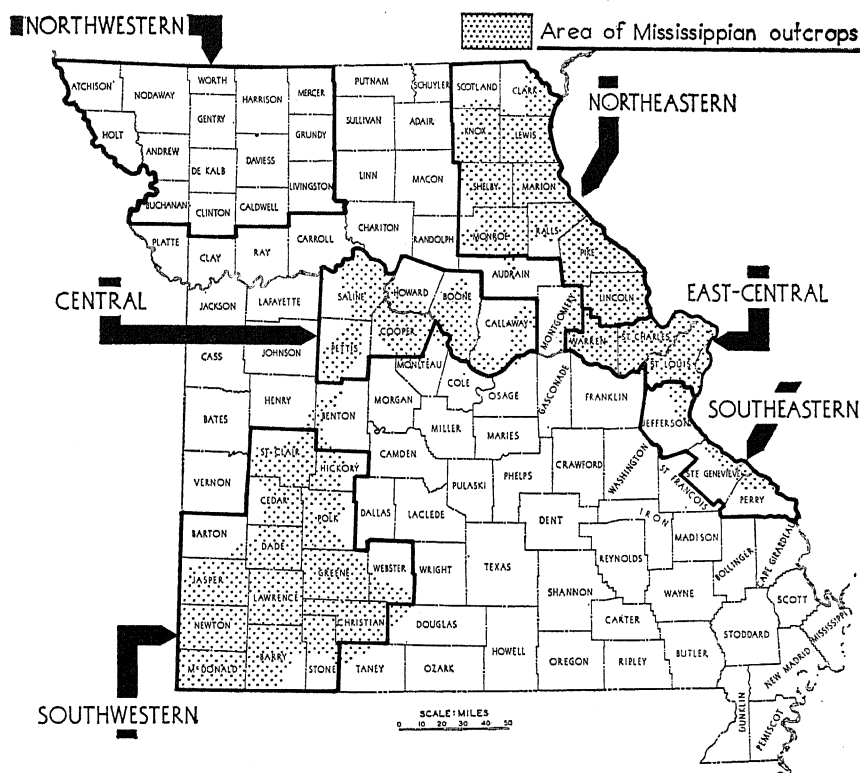 NORTHWESTERN
Area of Mississippian outcrops
ATCHISON
NODAWAY
WORTH
HARRISON
MERCER
PUTNAM
SCHUYLER
SCOTLAND
CLARK
NORTHEASTERN
HOLT
GENTRY
GRUNDY
SULLIVAN
ADAIR
KNOX
LEWIS
ANDREW
DE KALB
DAVIESS
LIVINGSTON
LINN
MACON
SHELBY
MARION
BUCHANAN
CLINTON
CALDWELL
CHARITON
RANDOLPH
MONROE
RALLS
PLATTE
CLAY
RAY
CARROLL
AUDRAIN
PIKE
CENTRAL
SALINE
HOWARD
BOONE
LINCOLN
EAST-CENTRAL
JACKSON
LAFAYETTE
COOPER
CALLAWAY
MONTGOMERY
WARREN
ST. CHARLES
CASS
JOHNSON
PETTIS
MONITEAU
COLE
OSAGE
GASCONADE
FRANKLIN
ST. LOUIS
BATES
HENRY
BENTON
MORGAN
MILLER
MARIES
JEFFERSON
SOUTHEASTERN
ST. CLAIR
HICKORY
CAMDEN
PULASKI
PHELPS
CRAWFORD
WASHINGTON
ST FRANCOIS
STE GENEVIEVE
PERRY
VERNON
CEDAR
POLK
DALLAS
LACLEDE
DENT
IRON
MADISON
BOLLINGER
CAPE GIRARDEAU
BARTON
DADE
GREENE
WEBSTER
WRIGHT
TEXAS
REYNOLDS
JASPER
LAWRENCE
CHRISTIAN
DOUGLAS
SHANNON
WAYNE
SCOTT
NEWTON
CARTER
STODDARD
MISSISSIPPI
Mc DONALD
BARRY
STONE
TANEY
OZARK
HOWELL
OREGON
RIPLEY
BUTLER
NEW MADRID
SOUTHWESTERN
DUNKLIN
PEMISCOT
SCALE: MILES
0 10 20 30 40 50